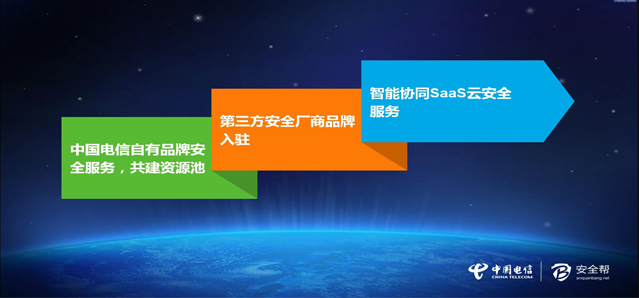 智能协同SaaS云安全
服务
第三方安全厂商品牌
入驻
中国电信自有品牌安
全服务，共建资源池
中国电信
CHINA TELECOM
安全帮
anquanbang.net